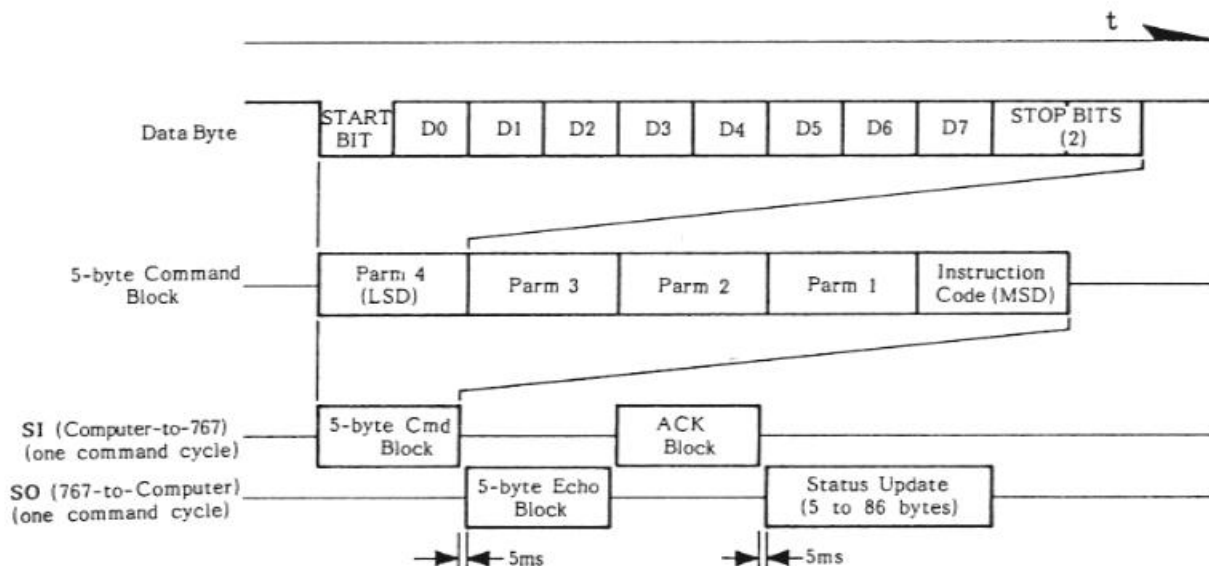 t
Data Byte
START BIT
D0
D1
D2
D3
D4
D5
D6
D7
STOP BITS
(2)
5-byte Command
Block
Parm 4
(LSD)
Parm 3
Parm 2
Parm 1
Instruction
Code (MSD)
SI (Computer-to-767)
(one command cycle)
5-byte Cmd
Block
ACK
Block
SO (767-to-Computer)
(one command cycle)
5-byte Echo
Block
Status Update
(5 to 86 bytes)
5ms
5ms